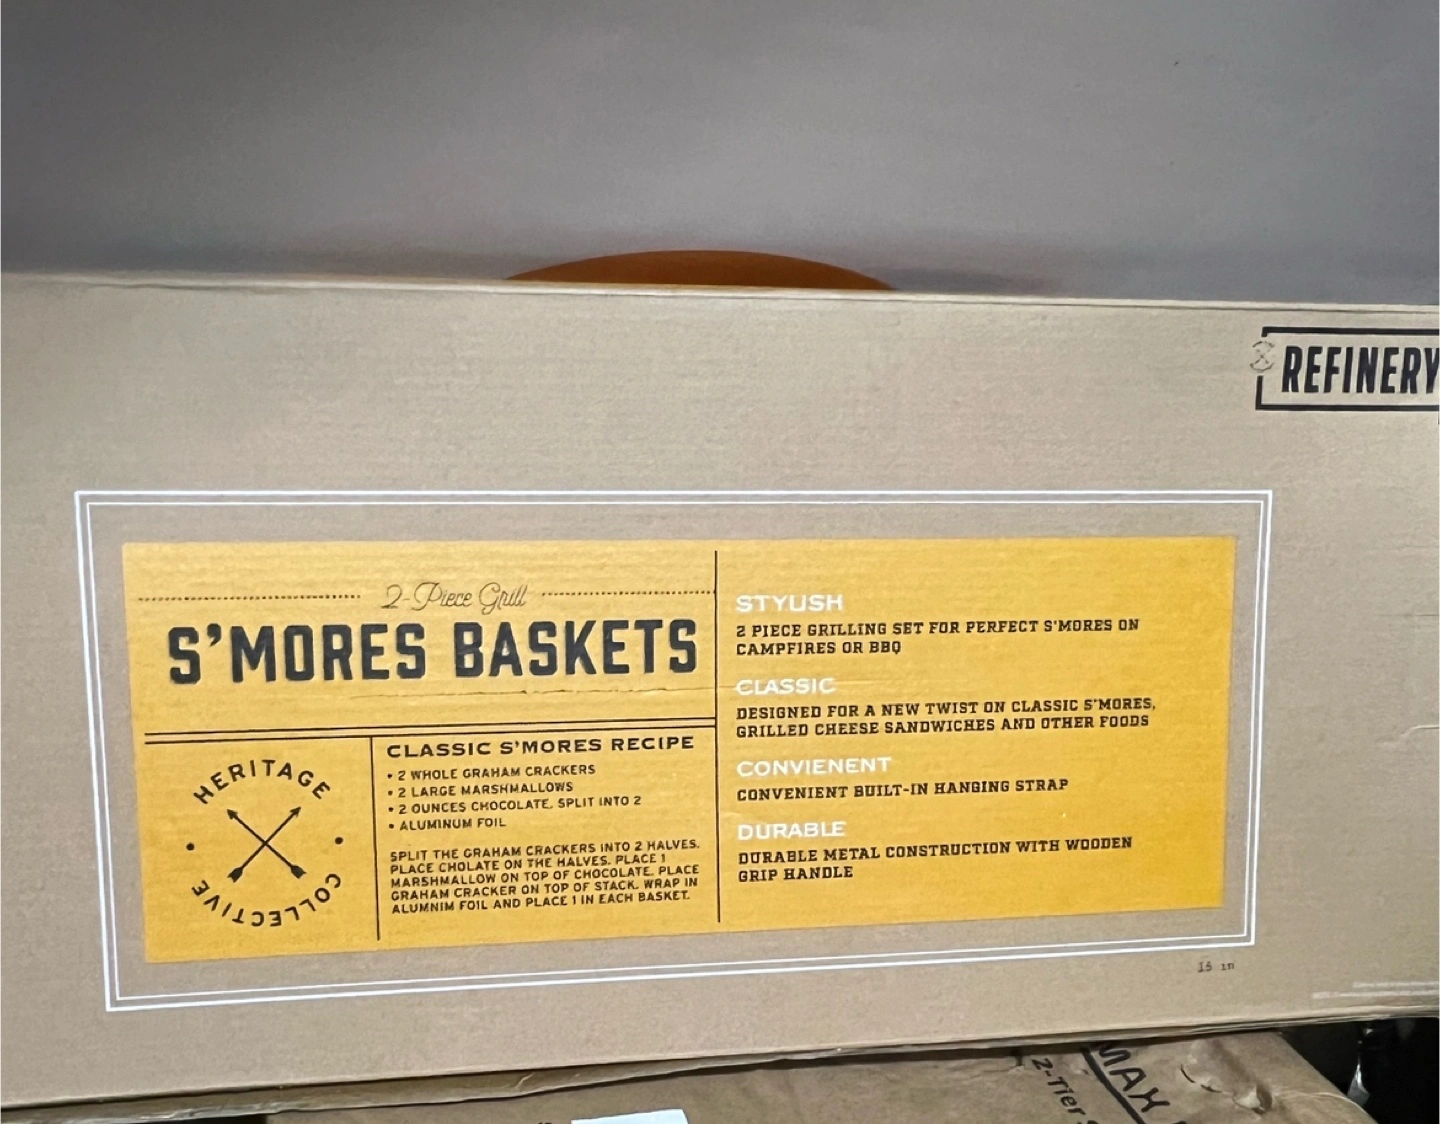 REFINERY
2-Piece Grill
S'MORES BASKETS
HERITAGE
COLLECTIVE
CLASSIC S'MORES RECIPE
• 2 WHOLE GRAHAM CRACKERS
• 2 LARGE MARSHMALLOWS
• 2 OUNCES CHOCOLATE, SPLIT INTO 2
• ALUMINUM FOIL
SPLIT THE GRAHAM CRACKERS INTO 2 HALVES.
PLACE CHOLATE ON THE HALVES. PLACE 1
MARSHMALLOW ON TOP OF CHOCOLATE. PLACE
GRAHAM CRACKER ON TOP OF STACK. WRAP IN
ALUMNIM FOIL AND PLACE 1 IN EACH BASKET.
STYLISH
2 PIECE GRILLING SET FOR PERFECT S'MORES ON
CAMPFIRES OR BBQ
CLASSIC
DESIGNED FOR A NEW TWIST ON CLASSIC S'MORES,
GRILLED CHEESE SANDWICHES AND OTHER FOODS
CONVIENENT
CONVENIENT BUILT-IN HANGING STRAP
DURABLE
DURABLE METAL CONSTRUCTION WITH WOODEN
GRIP HANDLE
15 in
MAX
2-Tier